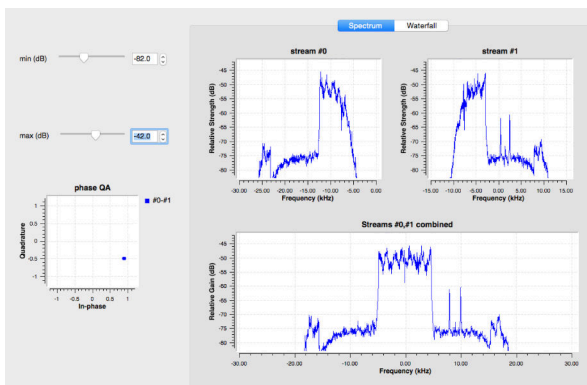 Spectrum Waterfall
min (dB) -82.0
max (dB) -42.0
stream #0
Relative Strength (dB)
-45
-50
-55
-60
-65
-70
-75
-80
-30.00 -25.00 -20.00 -15.00 -10.00 -5.00 0.00
Frequency (kHz)
stream #1
Relative Strength (dB)
-45
-50
-55
-60
-65
-70
-75
-80
-15.00 -10.00 -5.00 0.00 5.00 10.00 15.00
Frequency (kHz)
phase QA
#0-#1
Quadrature
1
0.5
0
-0.5
-1
-1 -0.5 0 0.5 1
In-phase
Streams #0,#1 combined
Relative Gain (dB)
-45
-50
-55
-60
-65
-70
-75
-80
-30.00 -20.00 -10.00 0.00 10.00 20.00 30.00
Frequency (kHz)